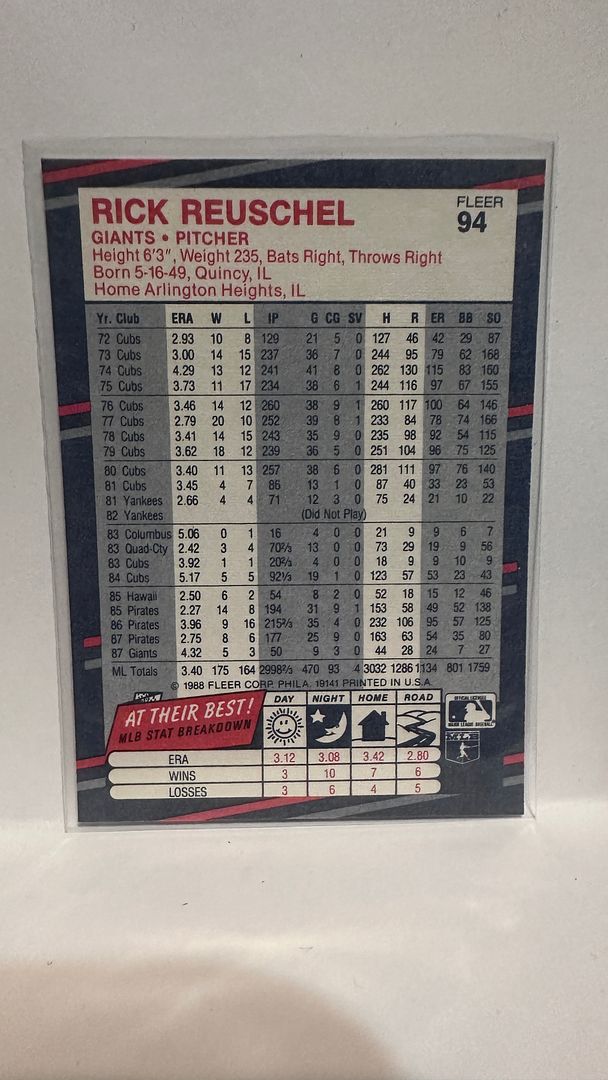 RICK REUSCHEL
FLEER
94
GIANTS • PITCHER
Height 6'3", Weight 235, Bats Right, Throws Right
Born 5-16-49, Quincy, IL
Home Arlington Heights, IL
Yr. Club ERA W L IP G CG SV H R ER BB SO
72 Cubs 2.93 10 8 129 21 5 0 127 46 42 29 87
73 Cubs 3.00 14 15 237 36 7 0 244 95 79 62 168
74 Cubs 4.29 13 12 241 41 8 0 262 130 115 83 160
75 Cubs 3.73 11 17 234 38 6 1 244 116 97 67 155
76 Cubs 3.46 14 12 260 38 9 1 260 117 100 64 146
77 Cubs 2.79 20 10 252 39 8 1 233 84 78 74 166
78 Cubs 3.41 14 15 243 35 9 0 235 98 92 54 115
79 Cubs 3.62 18 12 239 36 5 0 251 104 96 75 125
80 Cubs 3.40 11 13 257 38 6 0 281 111 97 76 140
81 Cubs 3.45 4 7 86 13 1 0 87 40 33 23 53
81 Yankees 2.66 4 4 71 12 3 0 75 24 21 10 22
82 Yankees (Did Not Play)
83 Columbus 5.06 0 1 16 4 0 0 21 9 9 6 7
83 Quad-Cty 2.42 3 4 70⅔ 13 0 0 73 29 19 9 56
83 Cubs 3.92 1 1 20⅔ 4 0 0 18 9 9 10 9
84 Cubs 5.17 5 5 92⅓ 19 1 0 123 57 53 23 43
85 Hawaii 2.50 6 2 54 8 2 0 52 18 15 12 46
85 Pirates 2.27 14 8 194 31 9 1 153 58 49 52 138
86 Pirates 3.96 9 16 215⅔ 35 4 0 232 106 95 57 125
87 Pirates 2.75 8 6 177 25 9 0 163 63 54 35 80
87 Giants 4.32 5 3 50 9 3 0 44 28 24 7 27
ML Totals 3.40 175 164 2998⅔ 470 93 4 3032 1286 1134 801 1759
© 1988 FLEER CORP. PHILA. 19141 PRINTED IN U.S.A.
AT THEIR BEST!
MLB STAT BREAKDOWN
DAY NIGHT HOME ROAD
ERA 3.12 3.08 3.42 2.80
WINS 3 10 7 6
LOSSES 3 6 4 5
OFFICIAL LICENSEE
MAJOR LEAGUE BASEBALL